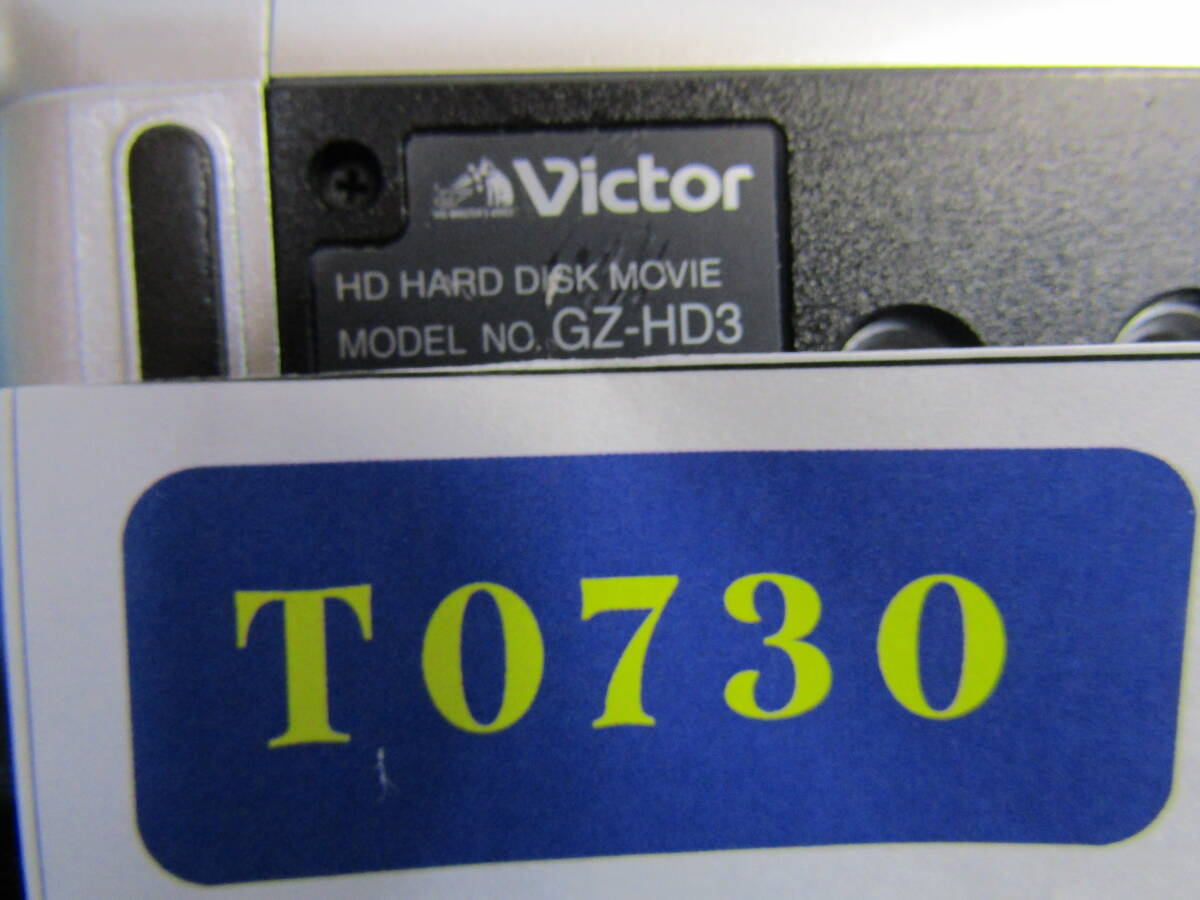 Victor
HD HARD DISK MOVIE
MODEL NO. GZ-HD3
T0730